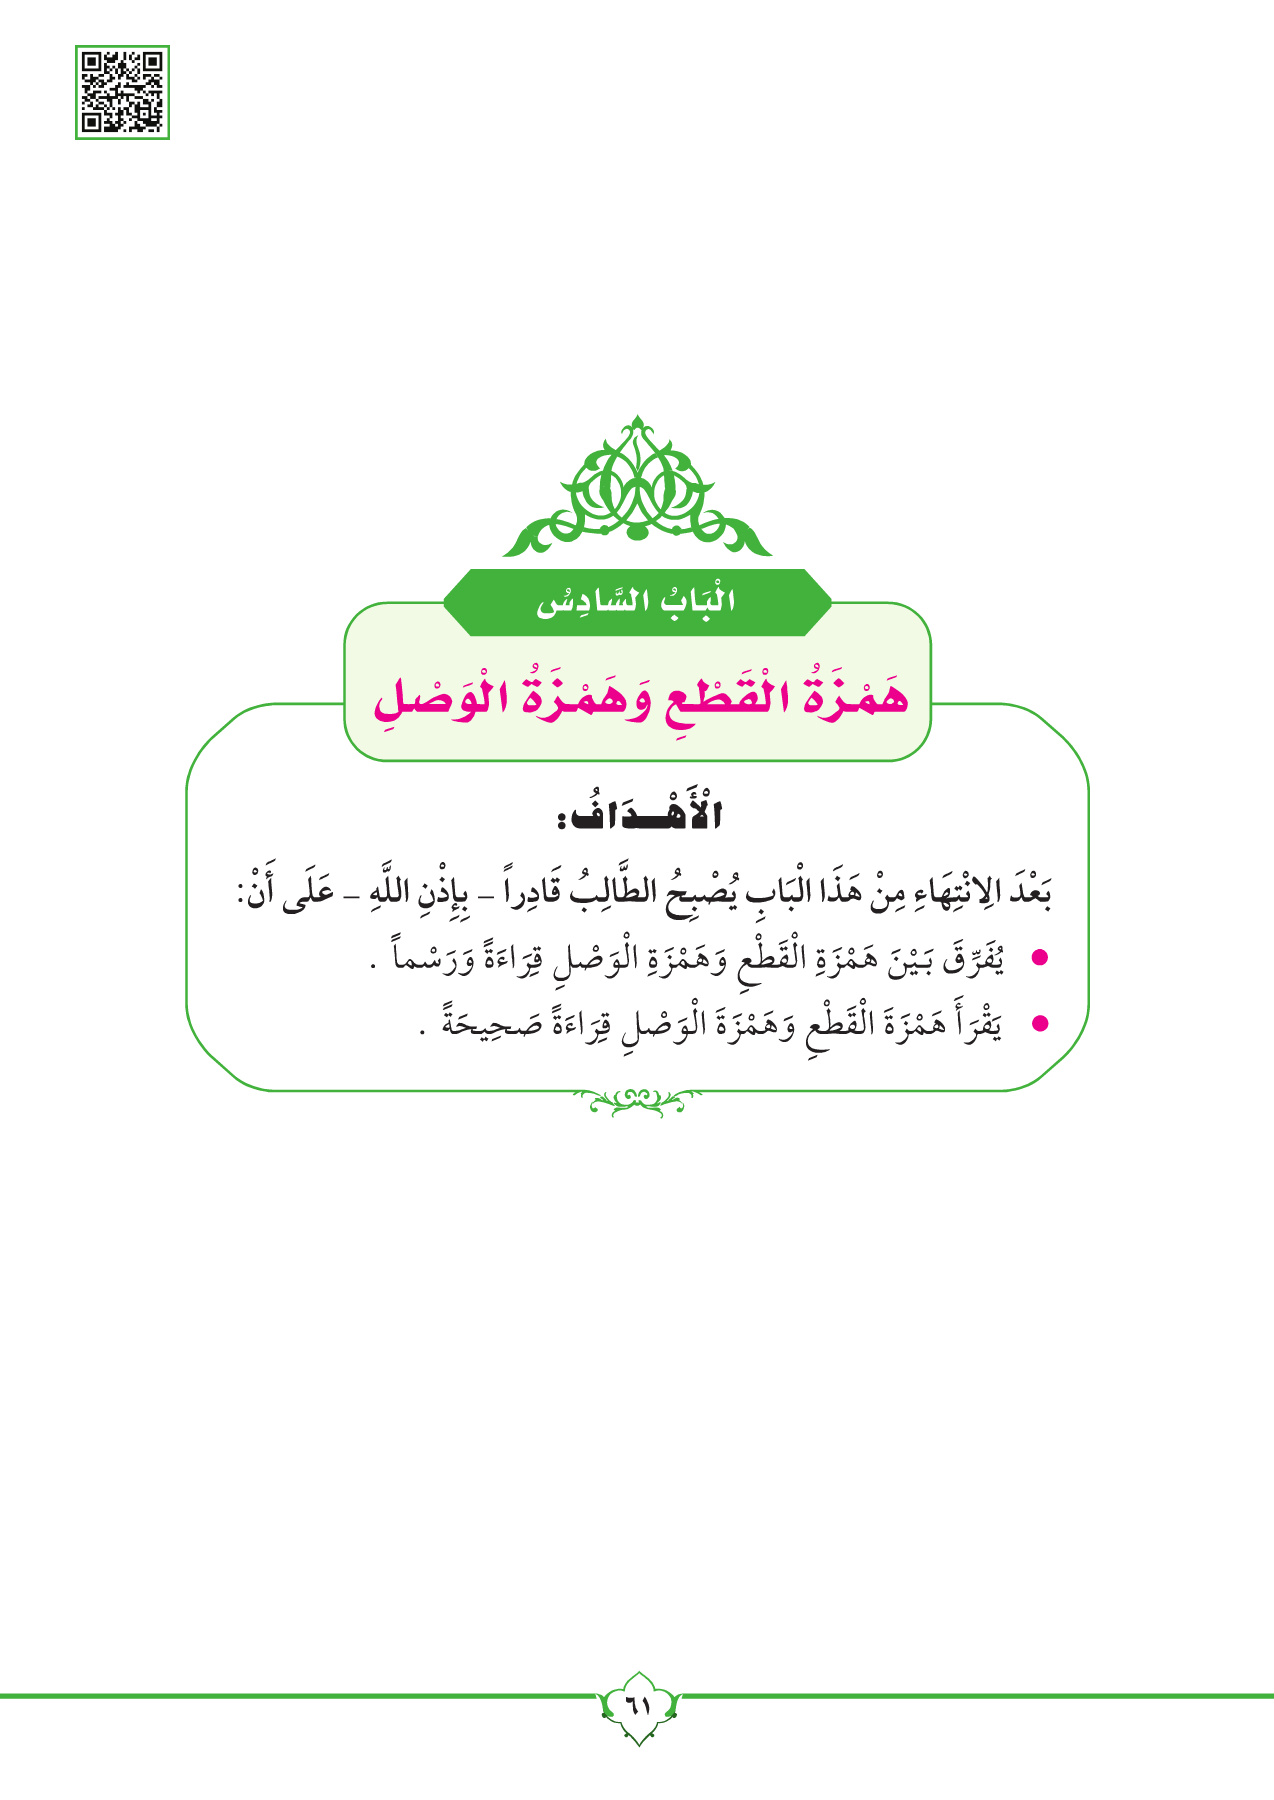 الْبَابُ السَّادِسُ
هَمْزَةُ الْقَطْعِ وَهَمْزَةُ الْوَصْلِ
الْأَهْدَافُ:
بَعْدَ الِانْتِهَاءِ مِنْ هَذَا الْبَابِ يُصْبِحُ الطَّالِبُ قَادِراً – بِإِذْنِ اللَّهِ – عَلَى أَنْ:
● يُفَرِّقَ بَيْنَ هَمْزَةِ الْقَطْعِ وَهَمْزَةِ الْوَصْلِ قِرَاءَةً وَرَسْماً .
● يَقْرَأَ هَمْزَةَ الْقَطْعِ وَهَمْزَةَ الْوَصْلِ قِرَاءَةً صَحِيحَةً .
٦١